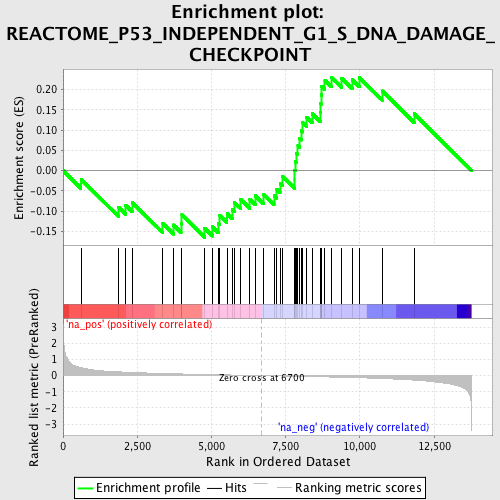 Enrichment plot:
REACTOME_P53_INDEPENDENT_G1_S_DNA_DAMAGE_
CHECKPOINT
Enrichment score (ES)
0.20
0.15
0.10
0.05
0.00
-0.05
-0.10
-0.15
'na_pos' (positively correlated)
Ranked list metric (PreRanked)
3
2
1
0
-1
-2
-3
Zero cross at 6700
'na_neg' (negatively correlated)
0 2,500 5,000 7,500 10,000 12,500
Rank in Ordered Dataset
Enrichment profile Hits Ranking metric scores